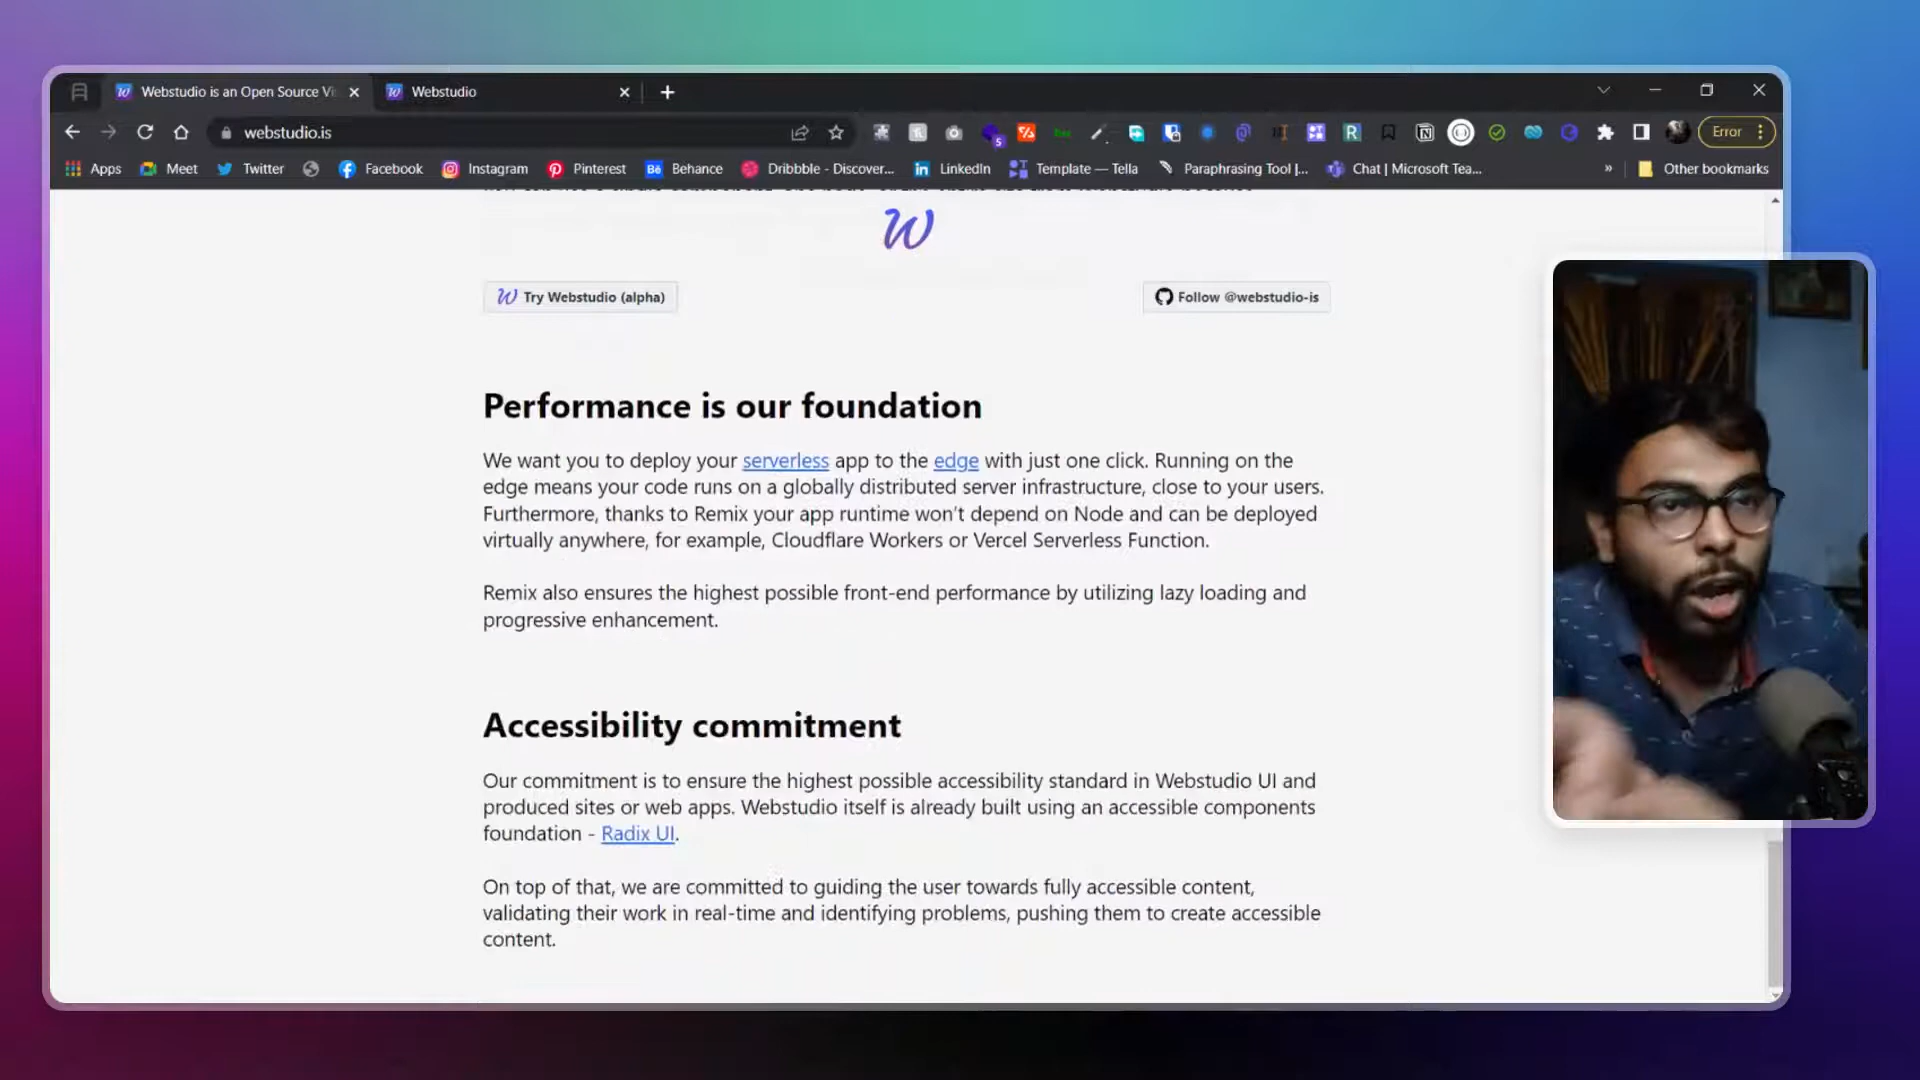 Webstudio is an Open Source Vi
Webstudio
webstudio.is
Error
Apps
Meet
Twitter
Facebook
Instagram
Pinterest
Behance
Dribbble - Discover...
LinkedIn
Template — Tella
Paraphrasing Tool |...
Chat | Microsoft Tea...
»
Other bookmarks
W
Try Webstudio (alpha)
Follow @webstudio-is
Performance is our foundation
We want you to deploy your serverless app to the edge with just one click. Running on the
edge means your code runs on a globally distributed server infrastructure, close to your users.
Furthermore, thanks to Remix your app runtime won't depend on Node and can be deployed
virtually anywhere, for example, Cloudflare Workers or Vercel Serverless Function.
Remix also ensures the highest possible front-end performance by utilizing lazy loading and
progressive enhancement.
Accessibility commitment
Our commitment is to ensure the highest possible accessibility standard in Webstudio UI and
produced sites or web apps. Webstudio itself is already built using an accessible components
foundation - Radix UI.
On top of that, we are committed to guiding the user towards fully accessible content,
validating their work in real-time and identifying problems, pushing them to create accessible
content.